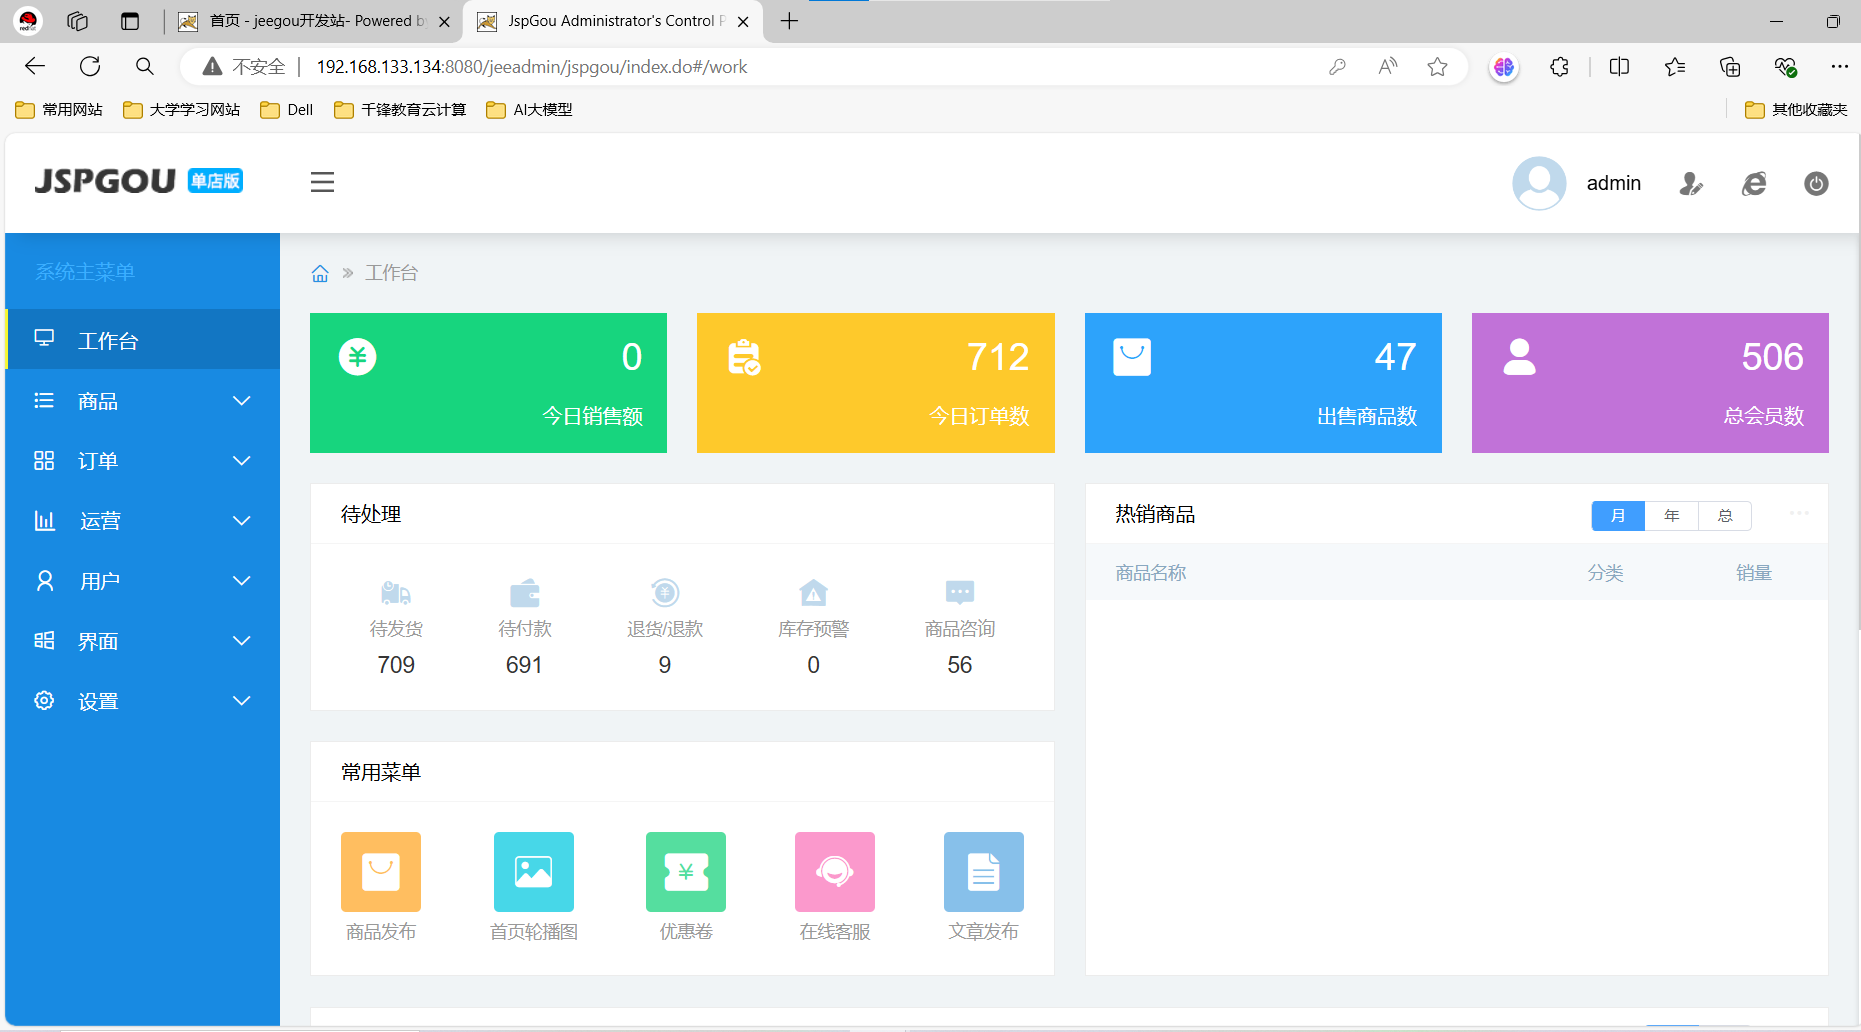 首页 - jeegou开发站- Powered by
JspGou Administrator's Control P
不安全
192.168.133.134:8080/jeeadmin/jspgou/index.do#/work
常用网站
大学学习网站
Dell
千锋教育云计算
AI大模型
其他收藏夹
JSPGOU 单店版
admin
系统主菜单
工作台
商品
订单
运营
用户
界面
设置
工作台
0
今日销售额
712
今日订单数
47
出售商品数
506
总会员数
待处理
待发货
709
待付款
691
退货/退款
9
库存预警
0
商品咨询
56
热销商品
月 年 总
商品名称 分类 销量
常用菜单
商品发布
首页轮播图
优惠卷
在线客服
文章发布